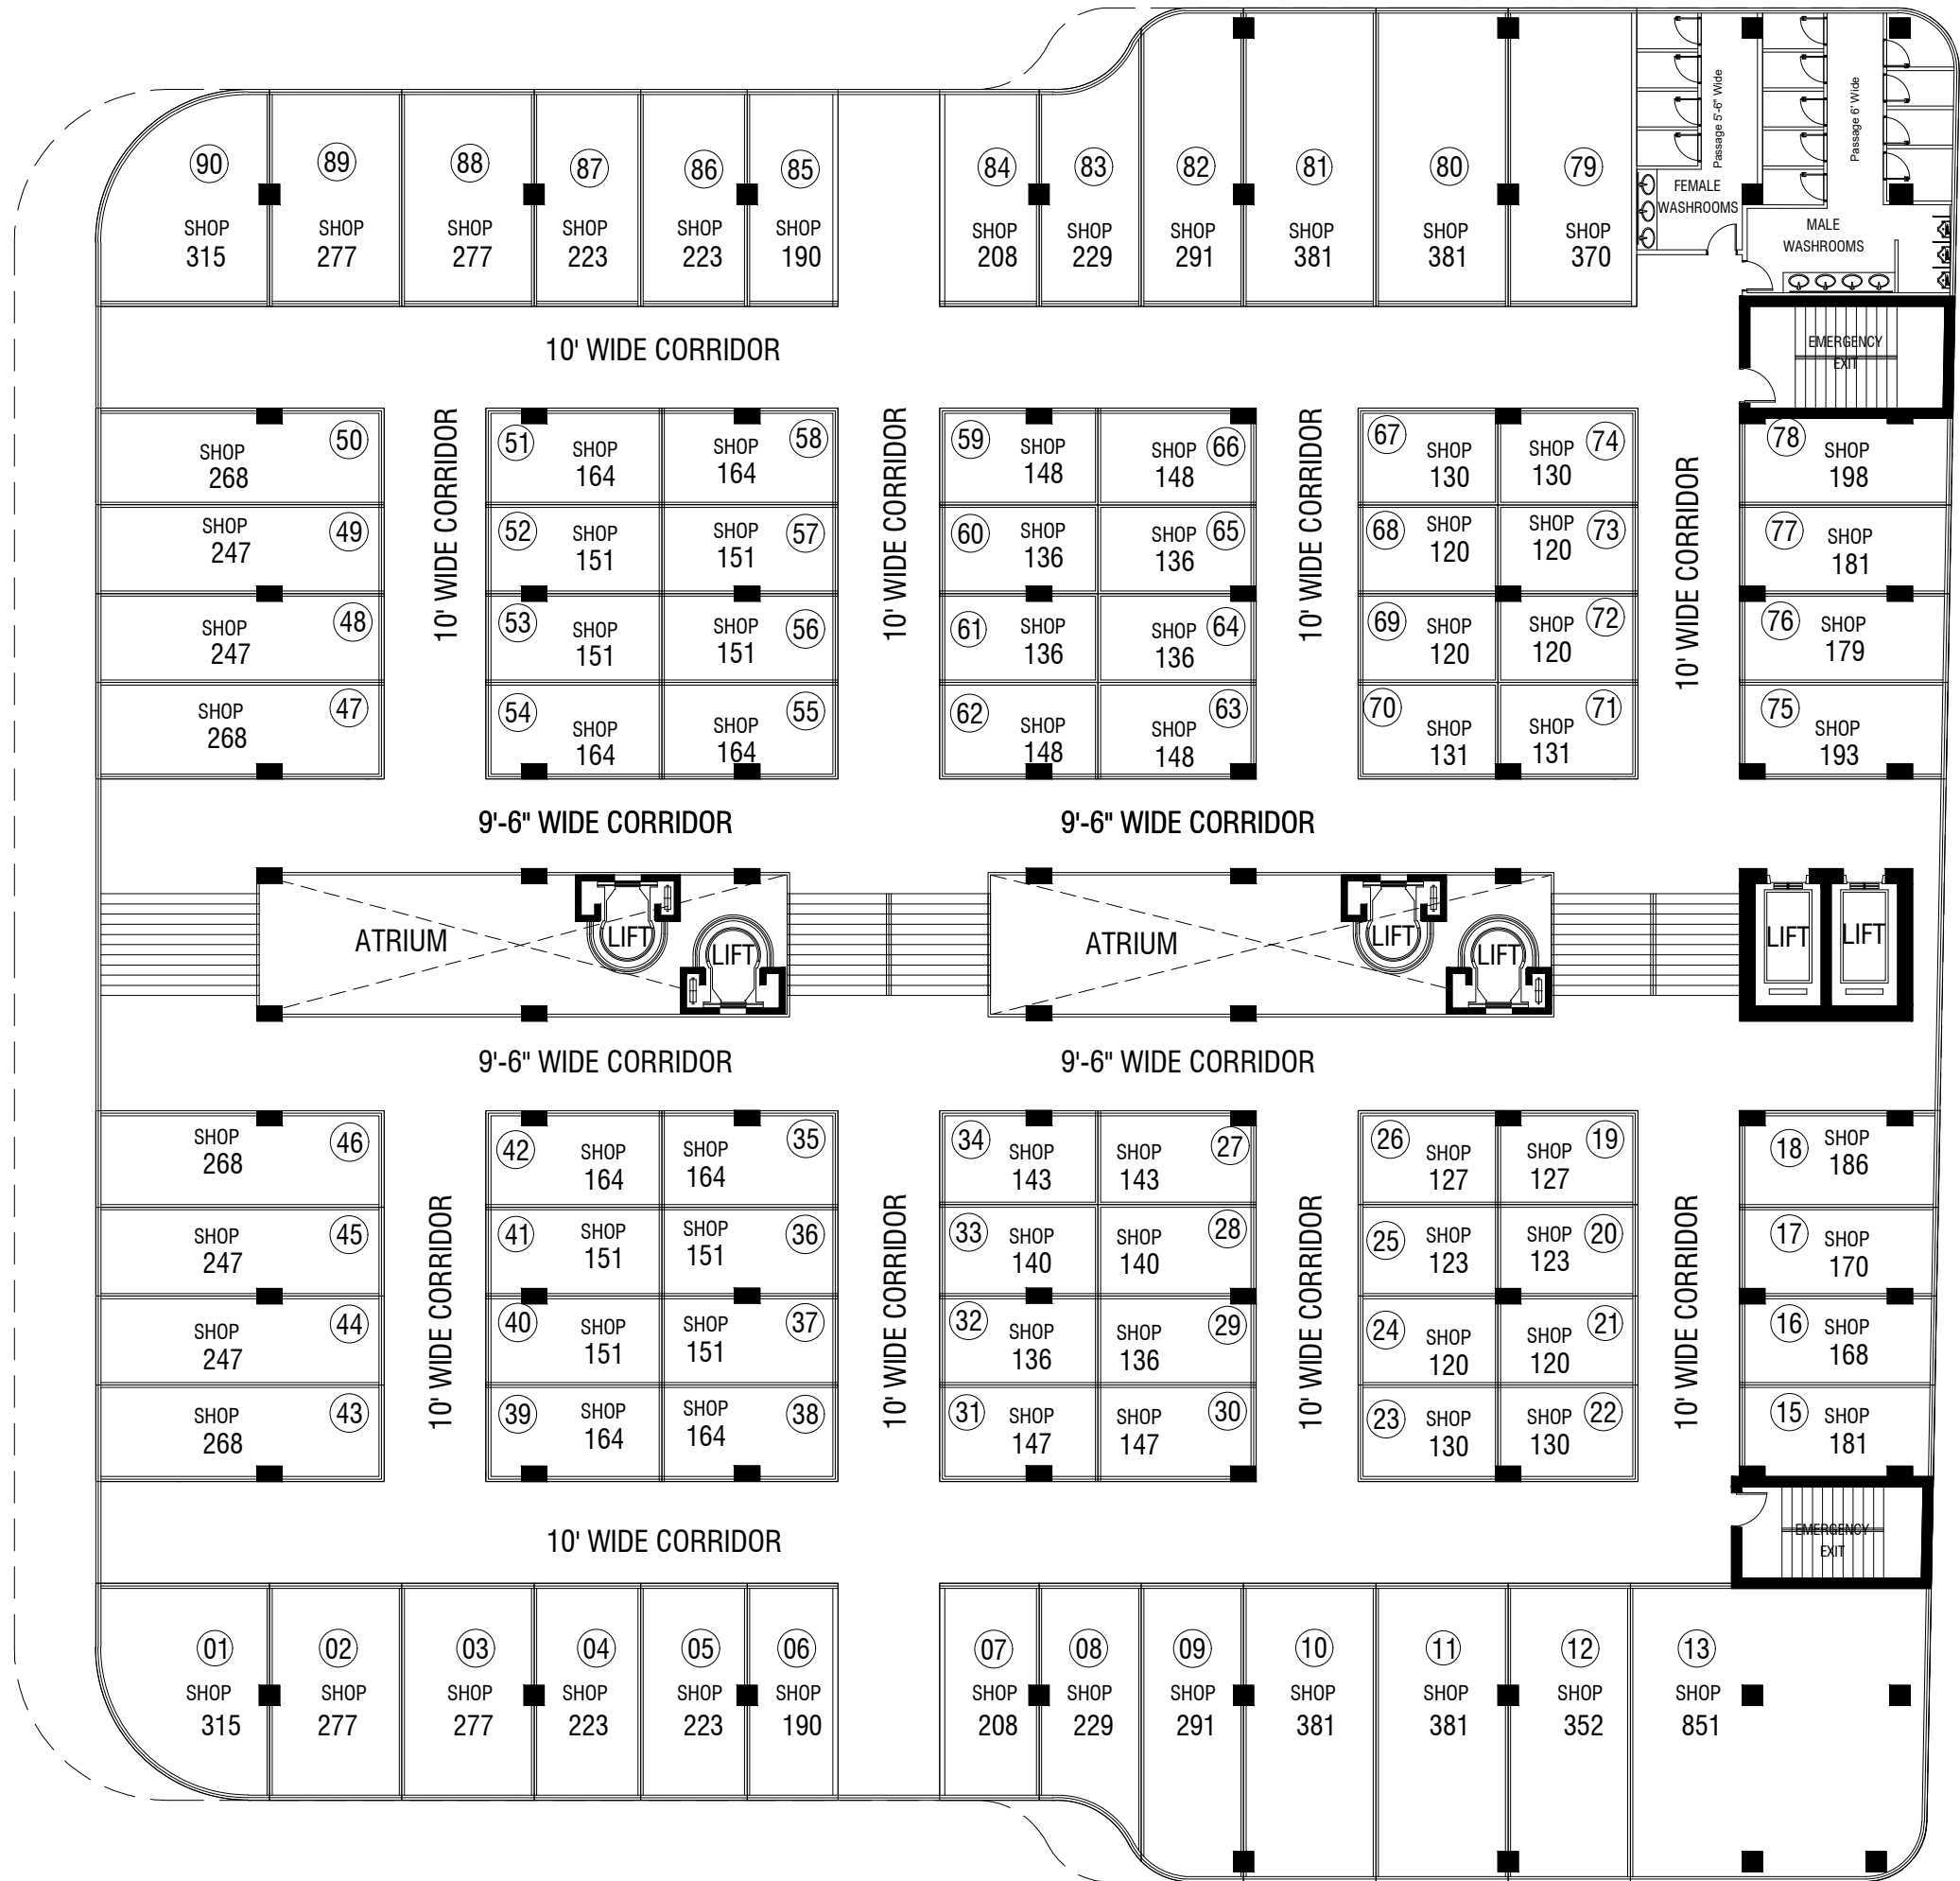 90
SHOP
315
89
SHOP
277
88
SHOP
277
87
SHOP
223
86
SHOP
223
85
SHOP
190
84
SHOP
208
83
SHOP
229
82
SHOP
291
81
SHOP
381
80
SHOP
381
79
SHOP
370
Passage 5'-6" Wide
FEMALE
WASHROOMS
Passage 6' Wide
MALE
WASHROOMS
10' WIDE CORRIDOR
EMERGENCY
EXIT
50
SHOP
268
49
SHOP
247
48
SHOP
247
47
SHOP
268
10' WIDE CORRIDOR
51
SHOP
164
58
SHOP
164
52
SHOP
151
57
SHOP
151
53
SHOP
151
56
SHOP
151
54
SHOP
164
55
SHOP
164
10' WIDE CORRIDOR
59
SHOP
148
66
SHOP
148
60
SHOP
136
65
SHOP
136
61
SHOP
136
64
SHOP
136
62
SHOP
148
63
SHOP
148
10' WIDE CORRIDOR
67
SHOP
130
74
SHOP
130
68
SHOP
120
73
SHOP
120
69
SHOP
120
72
SHOP
120
70
SHOP
131
71
SHOP
131
10' WIDE CORRIDOR
78
SHOP
198
77
SHOP
181
76
SHOP
179
75
SHOP
193
9'-6" WIDE CORRIDOR
9'-6" WIDE CORRIDOR
ATRIUM
LIFT
LIFT
ATRIUM
LIFT
LIFT
LIFT
LIFT
9'-6" WIDE CORRIDOR
9'-6" WIDE CORRIDOR
46
SHOP
268
45
SHOP
247
44
SHOP
247
43
SHOP
268
10' WIDE CORRIDOR
42
SHOP
164
35
SHOP
164
41
SHOP
151
36
SHOP
151
40
SHOP
151
37
SHOP
151
39
SHOP
164
38
SHOP
164
10' WIDE CORRIDOR
34
SHOP
143
27
SHOP
143
33
SHOP
140
28
SHOP
140
32
SHOP
136
29
SHOP
136
31
SHOP
147
30
SHOP
147
10' WIDE CORRIDOR
26
SHOP
127
19
SHOP
127
25
SHOP
123
20
SHOP
123
24
SHOP
120
21
SHOP
120
23
SHOP
130
22
SHOP
130
10' WIDE CORRIDOR
18
SHOP
186
17
SHOP
170
16
SHOP
168
15
SHOP
181
10' WIDE CORRIDOR
EMERGENCY
EXIT
01
SHOP
315
02
SHOP
277
03
SHOP
277
04
SHOP
223
05
SHOP
223
06
SHOP
190
07
SHOP
208
08
SHOP
229
09
SHOP
291
10
SHOP
381
11
SHOP
381
12
SHOP
352
13
SHOP
851